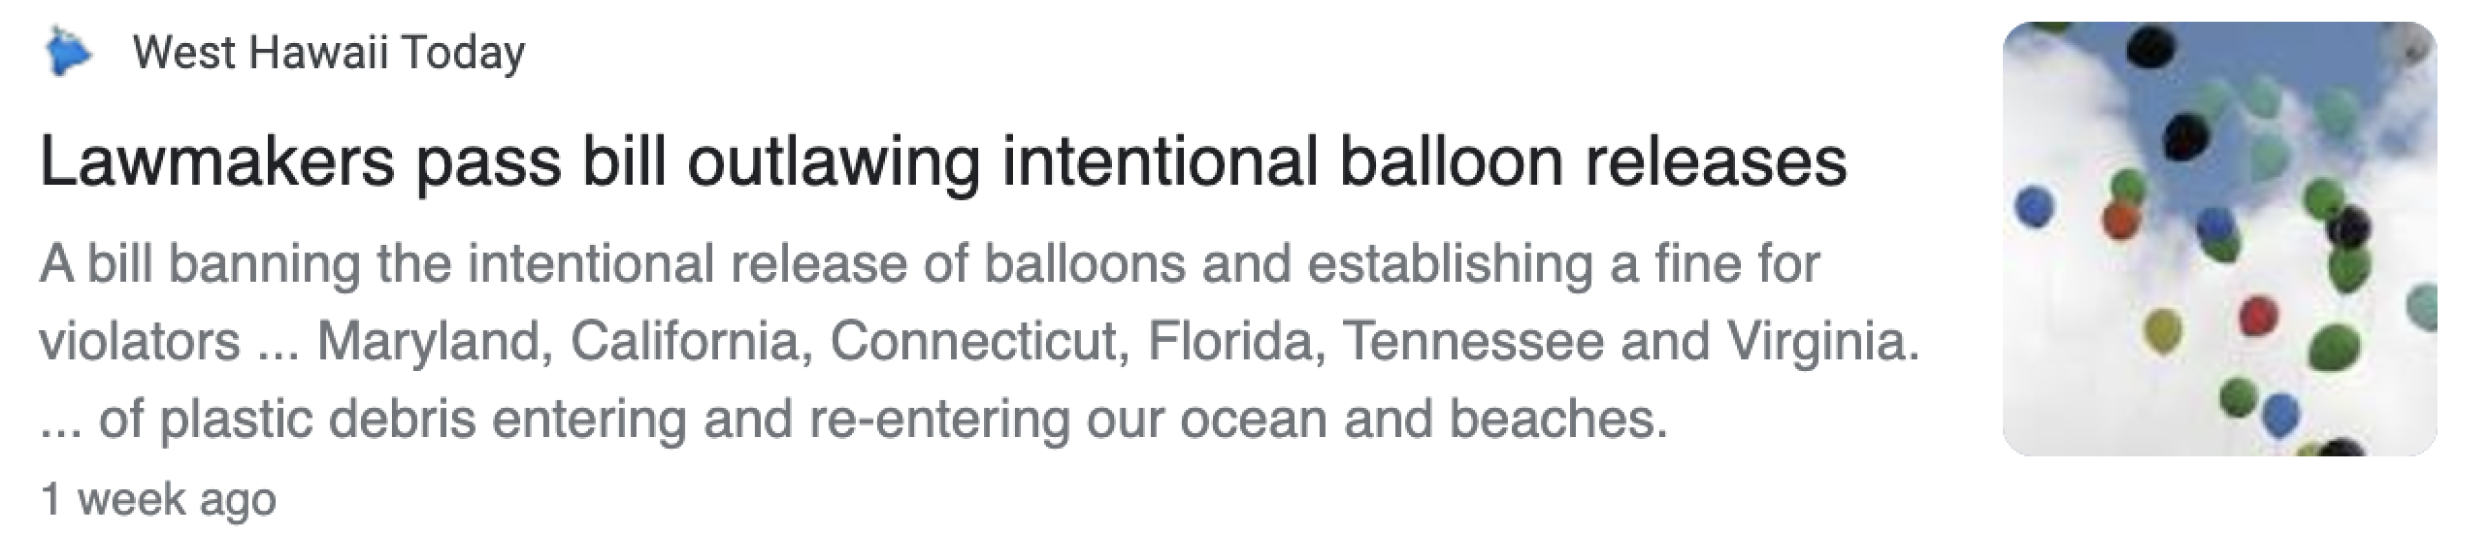 West Hawaii Today
Lawmakers pass bill outlawing intentional balloon releases
A bill banning the intentional release of balloons and establishing a fine for
violators ... Maryland, California, Connecticut, Florida, Tennessee and Virginia.
... of plastic debris entering and re-entering our ocean and beaches.
1 week ago